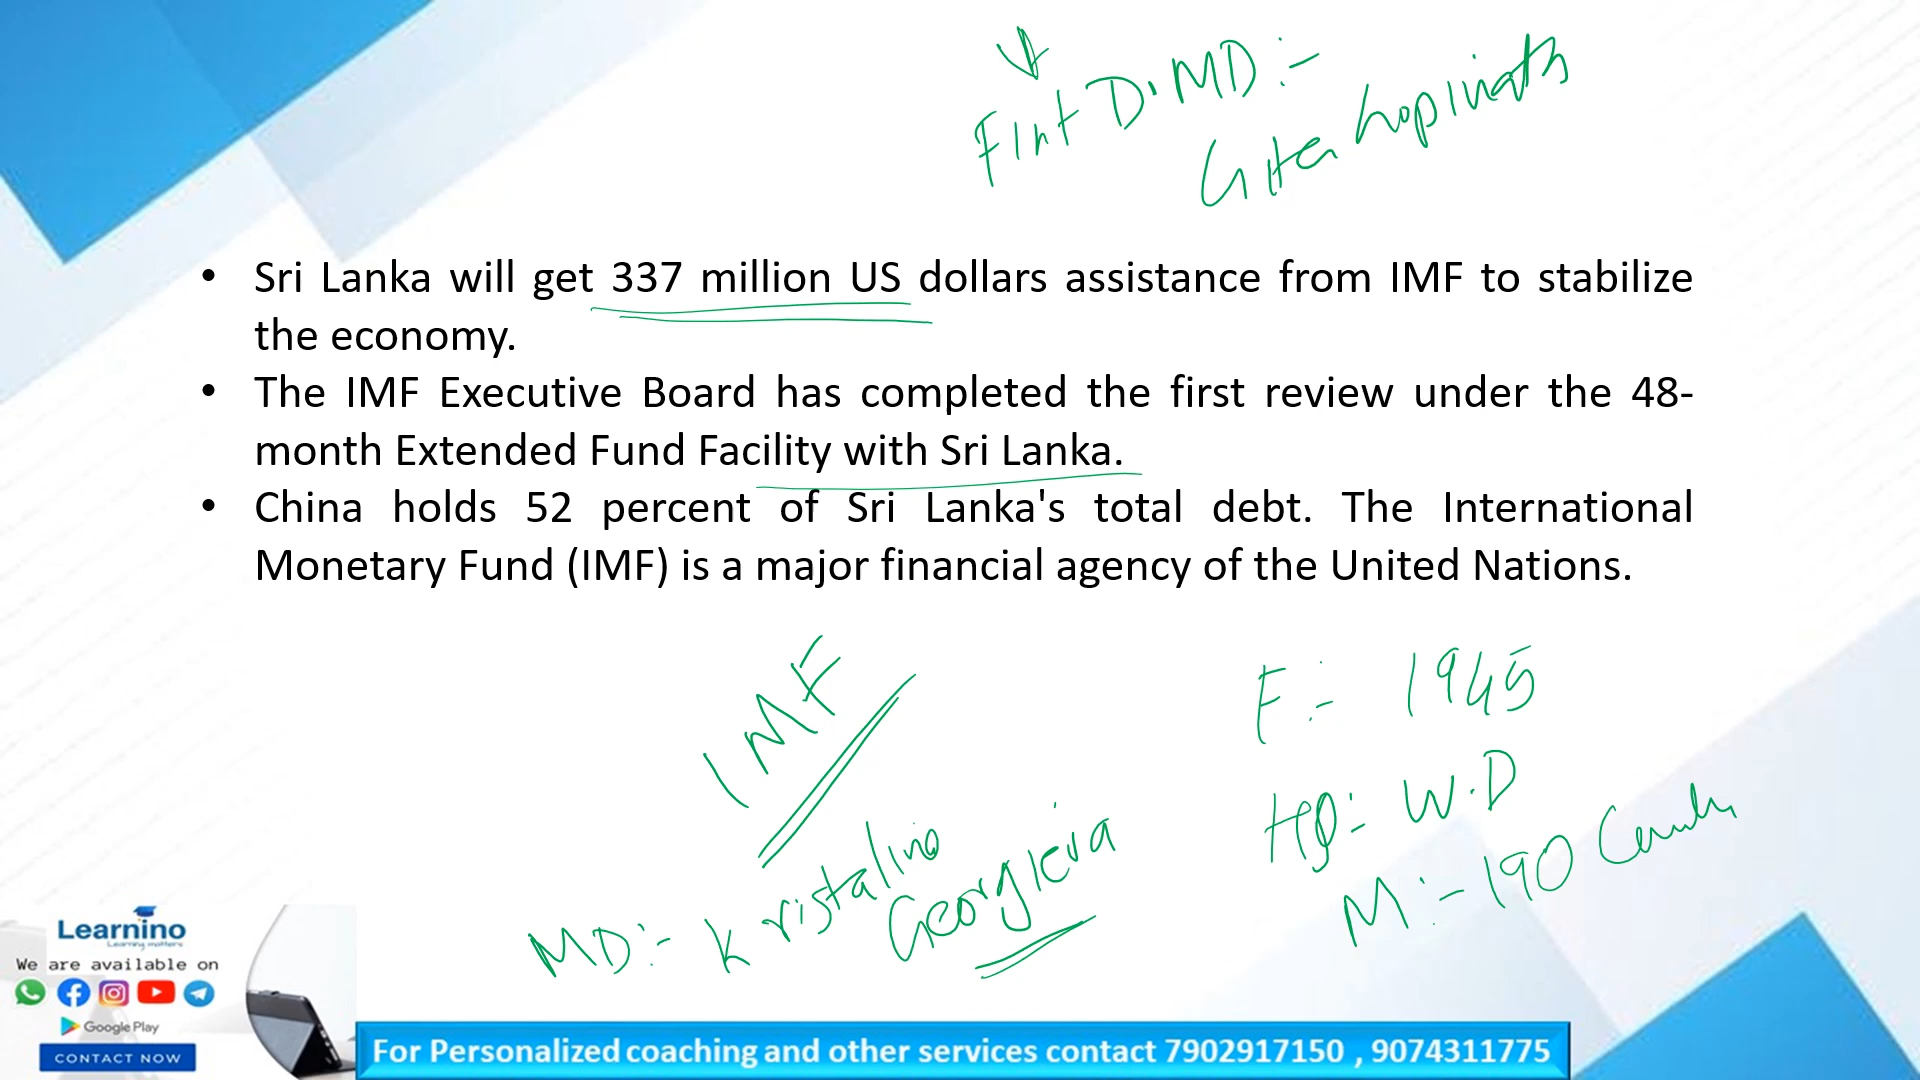 FIrst D.MD:-
Gita Gopinath
• Sri Lanka will get 337 million US dollars assistance from IMF to stabilize
the economy.
• The IMF Executive Board has completed the first review under the 48-
month Extended Fund Facility with Sri Lanka.
• China holds 52 percent of Sri Lanka's total debt. The International
Monetary Fund (IMF) is a major financial agency of the United Nations.
IMF
F:- 1945
HQ:- W.D
M:- 190
MD:- Kristalina
Georgieva
Learnino
Learning matters
We are available on
Google Play
CONTACT NOW
For Personalized coaching and other services contact 7902917150 , 9074311775